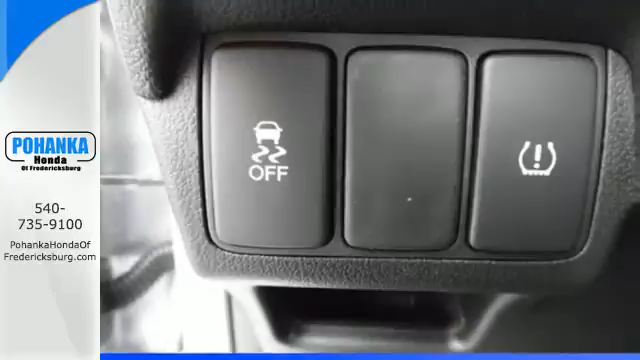 POHANKA
Honda
Of Fredericksburg
540-
735-9100
PohankaHondaOf
Fredericksburg.com
OFF